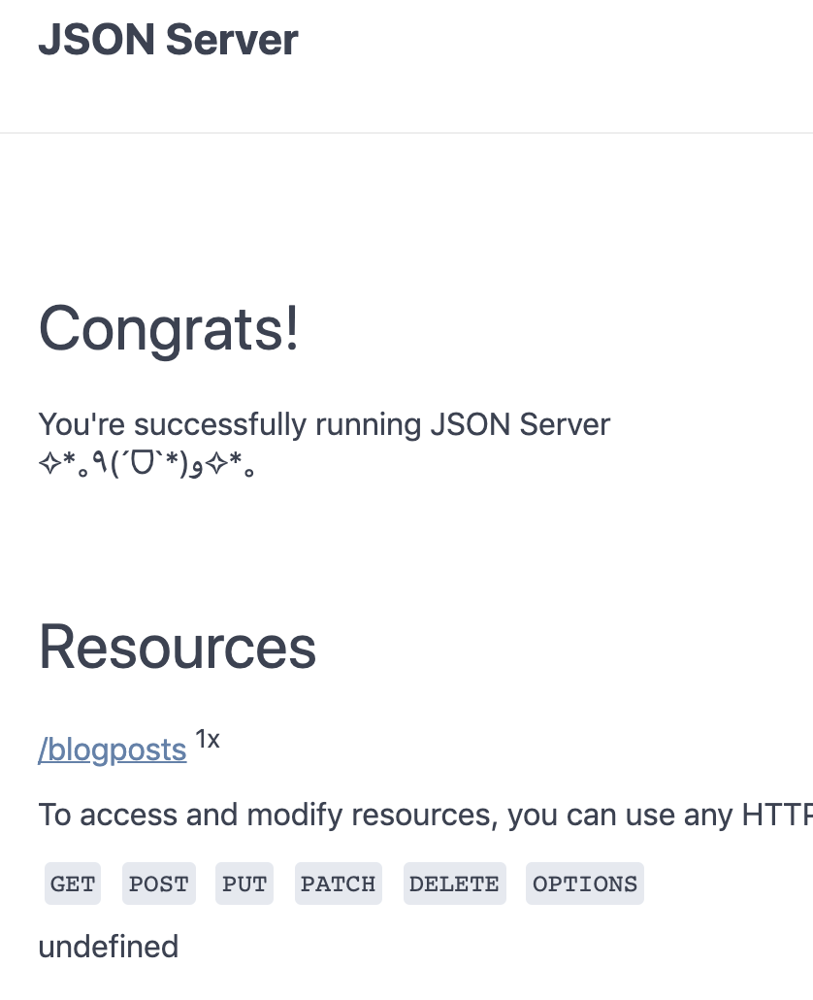 JSON Server
Congrats!
You're successfully running JSON Server
✧*｡٩(ˊᗜˋ*)و✧*｡
Resources
/blogposts 1x
To access and modify resources, you can use any HTTP
GET POST PUT PATCH DELETE OPTIONS
undefined